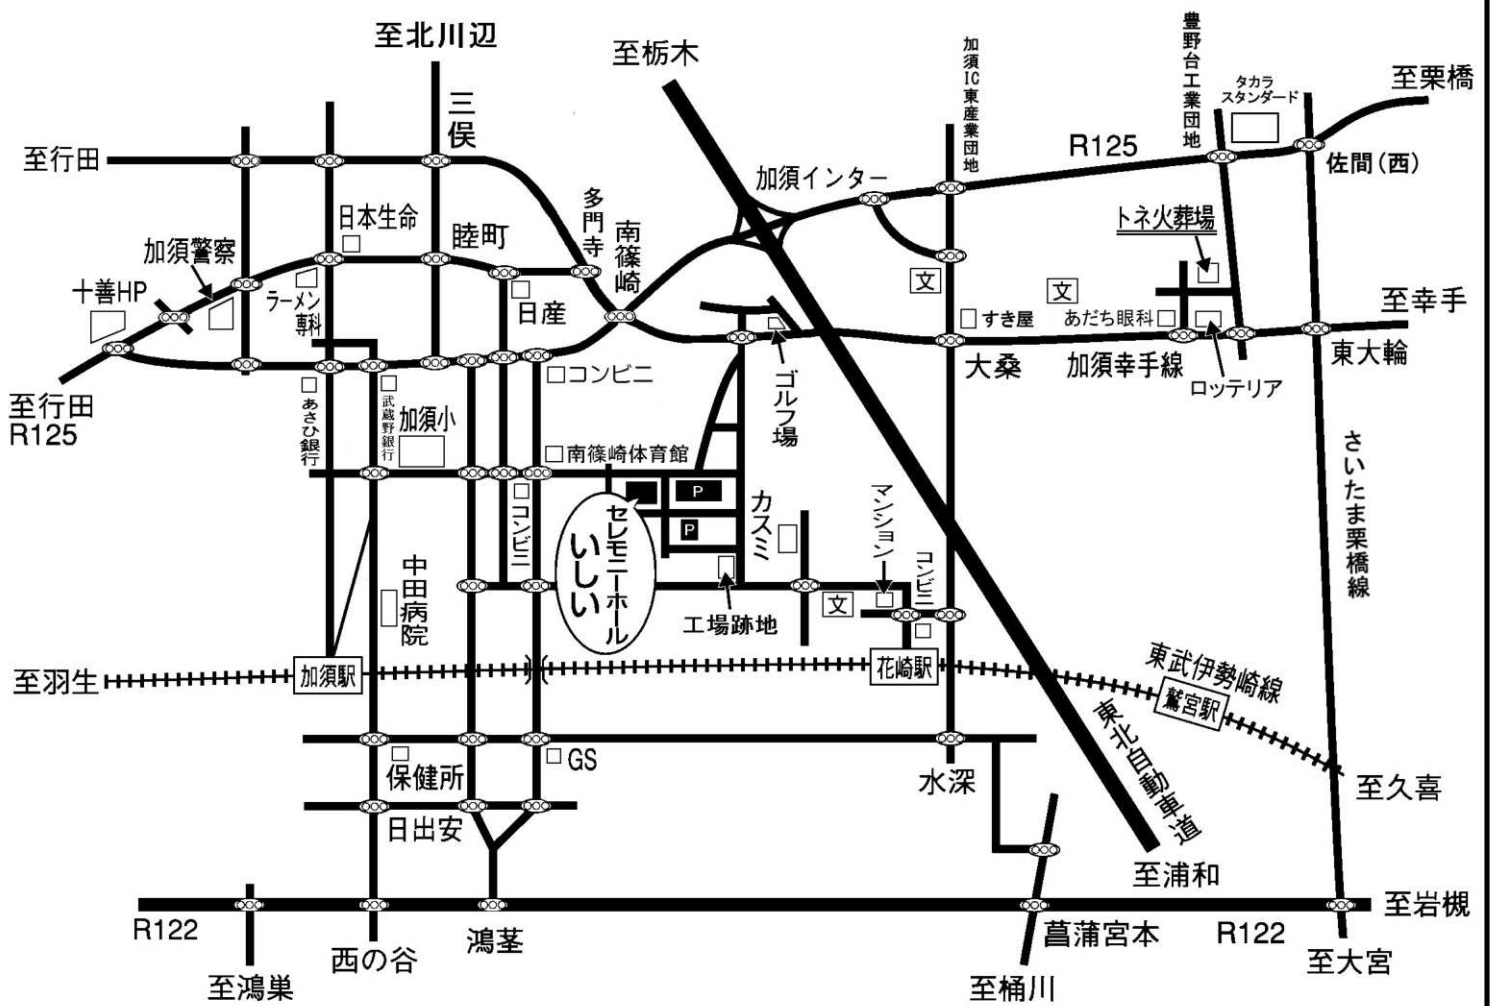 至北川辺
至栃木
加須IC東産業団地
豊野台工業団地
タカラ
スタンダード
至栗橋
三俣
R125
至行田
佐間(西)
加須インター
多門寺
南篠崎
日本生命
睦町
トネ火葬場
加須警察
文
文
十善HP
ラーメン
専科
日産
すき屋
あだち眼科
至幸手
大桑
加須幸手線
東大輪
ロッテリア
コンビニ
ゴルフ場
至行田
R125
あさひ銀行
武蔵野銀行
加須小
さいたま栗橋線
南篠崎体育館
P
P
カスミ
マンション
コンビニ
コンビニ
セレモニーホール
いしい
中田病院
文
工場跡地
至羽生
加須駅
花崎駅
東武伊勢崎線
鷲宮駅
東北自動車道
保健所
GS
水深
至久喜
日出安
至浦和
至岩槻
R122
鴻茎
菖蒲宮本
R122
西の谷
至鴻巣
至桶川
至大宮